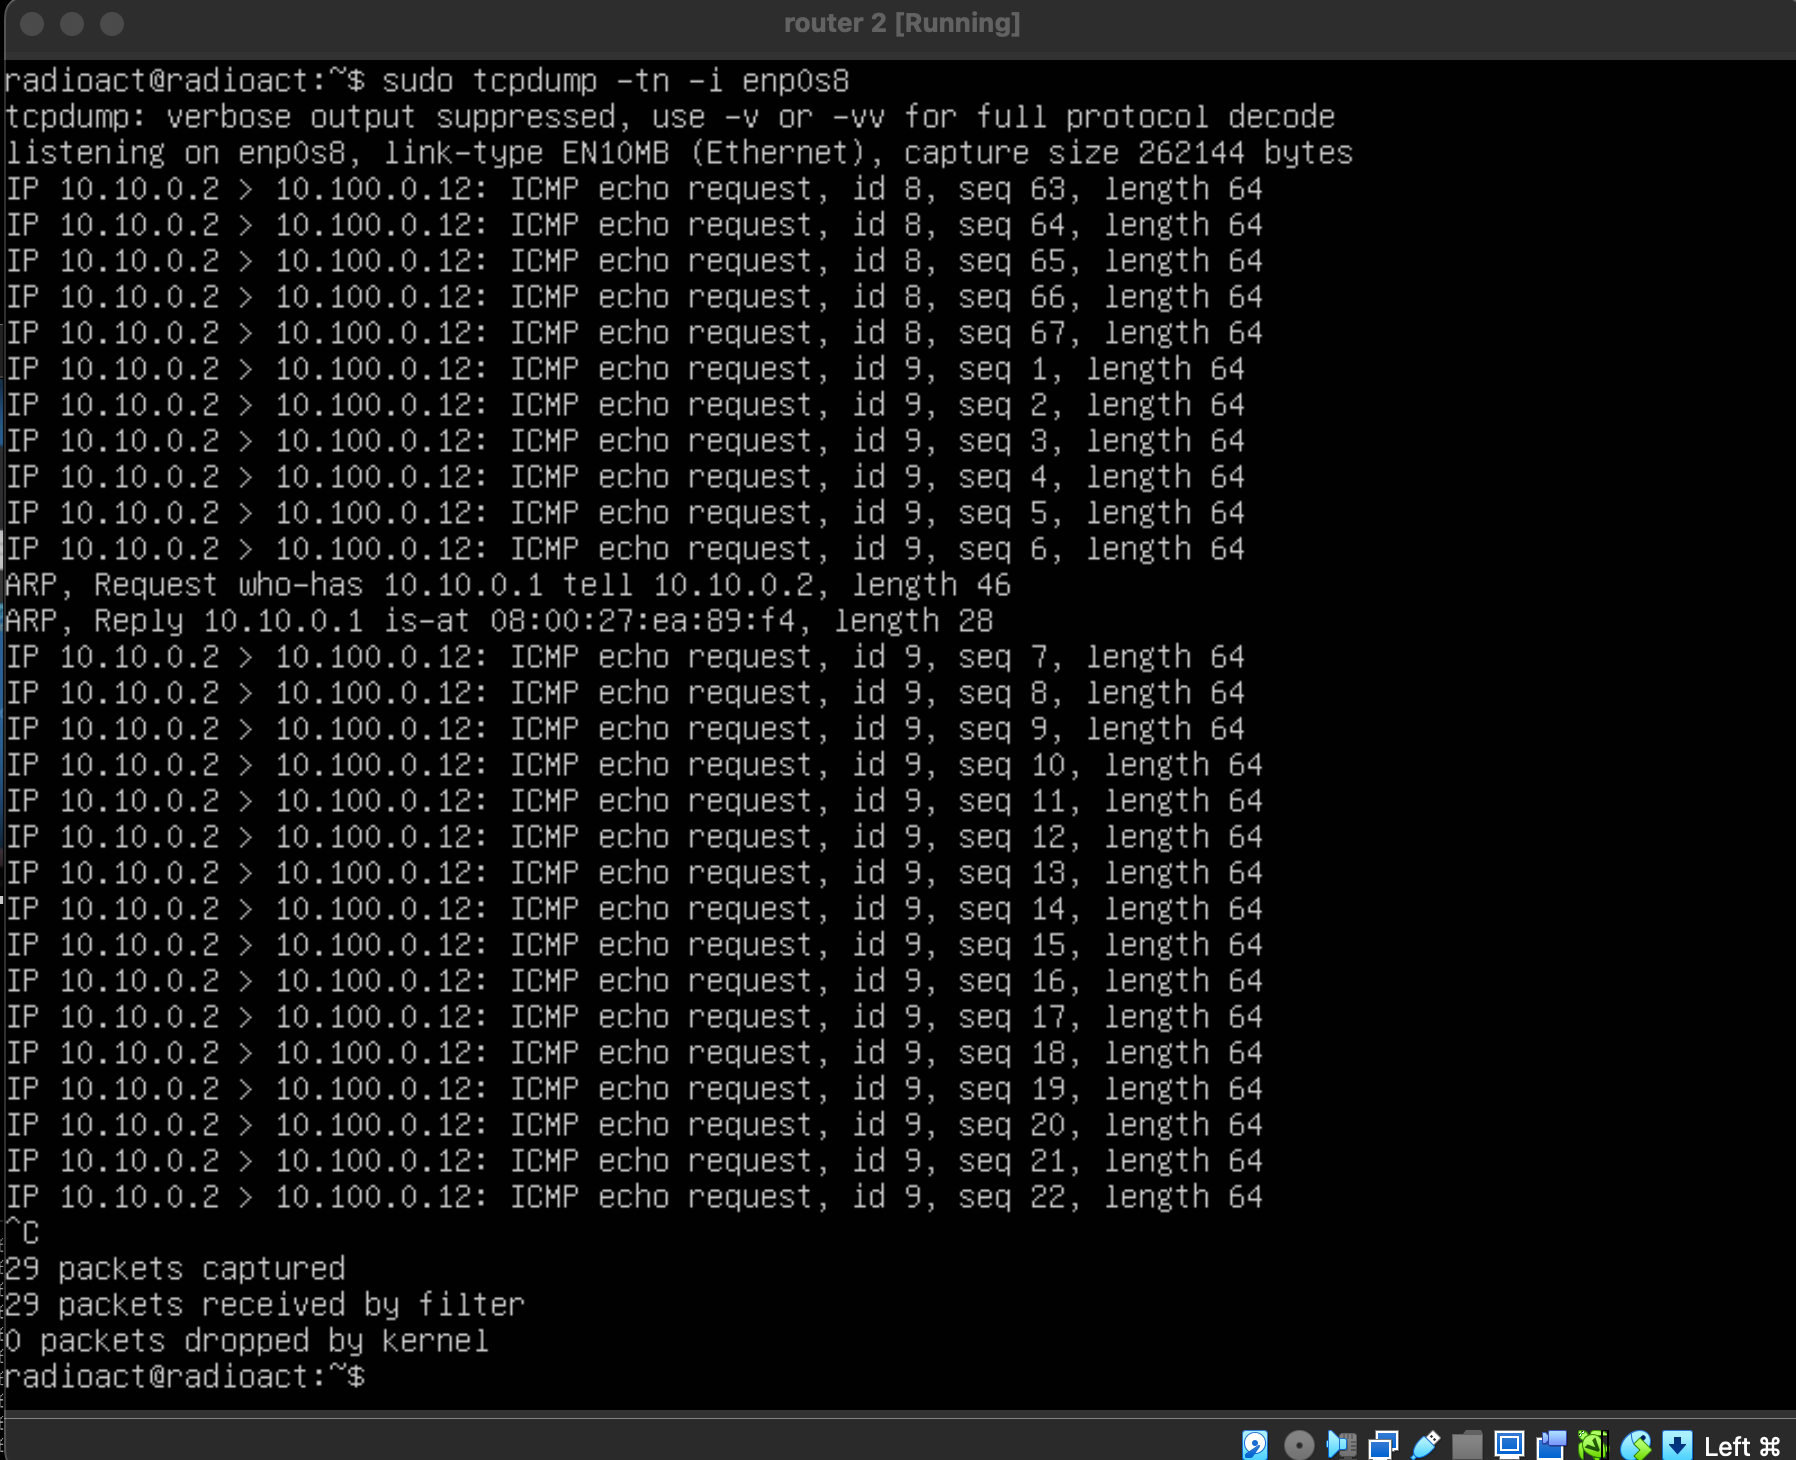 router 2 [Running]
radioact@radioact:~$ sudo tcpdump -tn -i enp0s8
tcpdump: verbose output suppressed, use -v or -vv for full protocol decode
listening on enp0s8, link-type EN10MB (Ethernet), capture size 262144 bytes
IP 10.10.0.2 > 10.100.0.12: ICMP echo request, id 8, seq 63, length 64
IP 10.10.0.2 > 10.100.0.12: ICMP echo request, id 8, seq 64, length 64
IP 10.10.0.2 > 10.100.0.12: ICMP echo request, id 8, seq 65, length 64
IP 10.10.0.2 > 10.100.0.12: ICMP echo request, id 8, seq 66, length 64
IP 10.10.0.2 > 10.100.0.12: ICMP echo request, id 8, seq 67, length 64
IP 10.10.0.2 > 10.100.0.12: ICMP echo request, id 9, seq 1, length 64
IP 10.10.0.2 > 10.100.0.12: ICMP echo request, id 9, seq 2, length 64
IP 10.10.0.2 > 10.100.0.12: ICMP echo request, id 9, seq 3, length 64
IP 10.10.0.2 > 10.100.0.12: ICMP echo request, id 9, seq 4, length 64
IP 10.10.0.2 > 10.100.0.12: ICMP echo request, id 9, seq 5, length 64
IP 10.10.0.2 > 10.100.0.12: ICMP echo request, id 9, seq 6, length 64
ARP, Request who-has 10.10.0.1 tell 10.10.0.2, length 46
ARP, Reply 10.10.0.1 is-at 08:00:27:ea:89:f4, length 28
IP 10.10.0.2 > 10.100.0.12: ICMP echo request, id 9, seq 7, length 64
IP 10.10.0.2 > 10.100.0.12: ICMP echo request, id 9, seq 8, length 64
IP 10.10.0.2 > 10.100.0.12: ICMP echo request, id 9, seq 9, length 64
IP 10.10.0.2 > 10.100.0.12: ICMP echo request, id 9, seq 10, length 64
IP 10.10.0.2 > 10.100.0.12: ICMP echo request, id 9, seq 11, length 64
IP 10.10.0.2 > 10.100.0.12: ICMP echo request, id 9, seq 12, length 64
IP 10.10.0.2 > 10.100.0.12: ICMP echo request, id 9, seq 13, length 64
IP 10.10.0.2 > 10.100.0.12: ICMP echo request, id 9, seq 14, length 64
IP 10.10.0.2 > 10.100.0.12: ICMP echo request, id 9, seq 15, length 64
IP 10.10.0.2 > 10.100.0.12: ICMP echo request, id 9, seq 16, length 64
IP 10.10.0.2 > 10.100.0.12: ICMP echo request, id 9, seq 17, length 64
IP 10.10.0.2 > 10.100.0.12: ICMP echo request, id 9, seq 18, length 64
IP 10.10.0.2 > 10.100.0.12: ICMP echo request, id 9, seq 19, length 64
IP 10.10.0.2 > 10.100.0.12: ICMP echo request, id 9, seq 20, length 64
IP 10.10.0.2 > 10.100.0.12: ICMP echo request, id 9, seq 21, length 64
IP 10.10.0.2 > 10.100.0.12: ICMP echo request, id 9, seq 22, length 64
^C
29 packets captured
29 packets received by filter
0 packets dropped by kernel
radioact@radioact:~$
Left ⌘